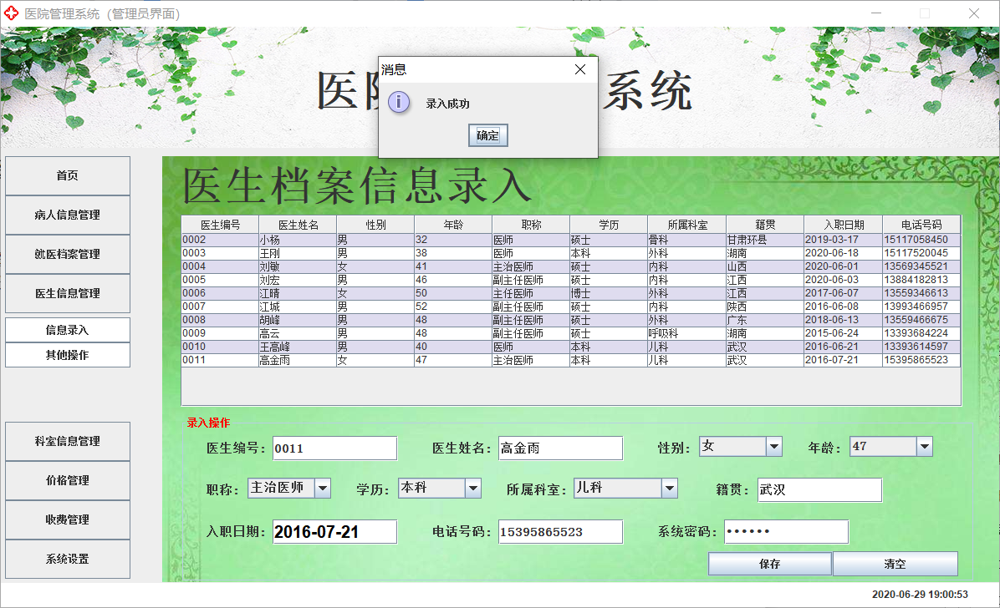 医院管理系统（管理员界面）
医院 系统
消息
录入成功
确定
首页
病人信息管理
就医档案管理
医生信息管理
信息录入
其他操作
科室信息管理
价格管理
收费管理
系统设置
医生档案信息录入
医生编号 医生姓名 性别 年龄 职称 学历 所属科室 籍贯 入职日期 电话号码
0002 小杨 男 32 医师 硕士 骨科 甘肃环县 2019-03-17 15117058450
0003 王刚 男 38 医师 本科 外科 湖南 2020-06-18 15117520045
0004 刘敏 女 41 主治医师 硕士 内科 山西 2020-06-01 13569345521
0005 刘宏 男 46 副主任医师 硕士 内科 江西 2020-06-03 13884182813
0006 江晴 女 50 主任医师 博士 外科 江西 2017-06-07 13559346613
0007 江城 男 52 副主任医师 硕士 内科 陕西 2016-06-08 13993466957
0008 胡峰 男 48 副主任医师 硕士 外科 广东 2018-06-13 13559466675
0009 高云 男 48 副主任医师 硕士 呼吸科 湖南 2015-06-24 13393684224
0010 王高峰 男 40 医师 本科 儿科 武汉 2016-06-21 13393614597
0011 高金雨 女 47 主治医师 本科 儿科 武汉 2016-07-21 15395865523
录入操作
医生编号： 0011 医生姓名： 高金雨 性别： 女 年龄： 47
职称： 主治医师 学历： 本科 所属科室： 儿科 籍贯： 武汉
入职日期： 2016-07-21 电话号码： 15395865523 系统密码： ••••••
保存 清空
2020-06-29 19:00:53